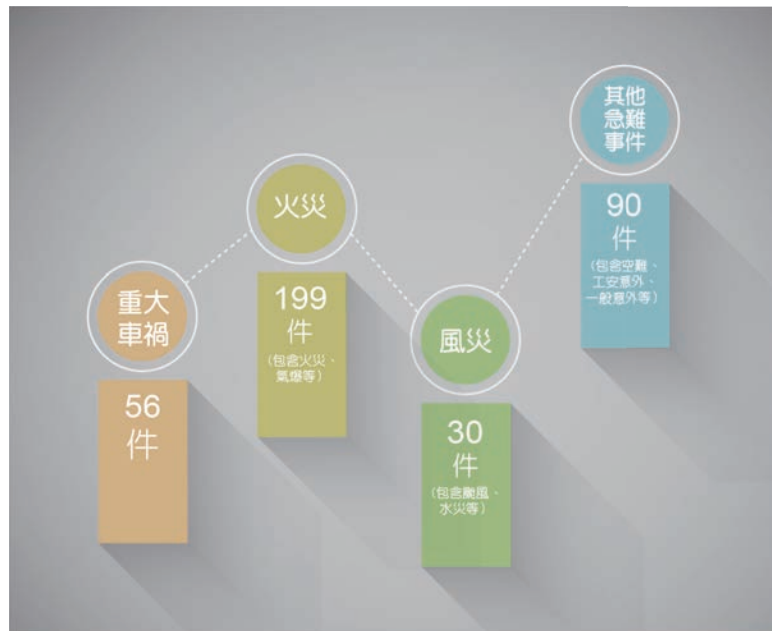 重大
車禍
56
件
火災
199
件
(包含火災、
氣爆等)
風災
30
件
(包含颱風、
水災等)
其他
急難
事件
90
件
(包含空難、
工安意外、
一般意外等)